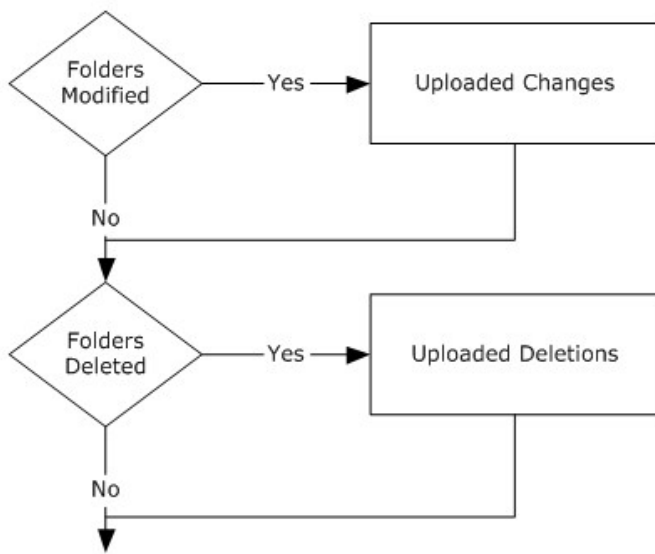 Folders
Modified
Yes
Uploaded Changes
No
Folders
Deleted
Yes
Uploaded Deletions
No